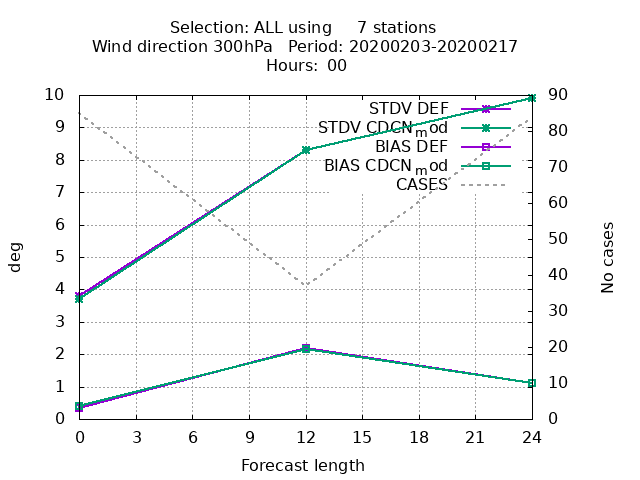 Selection: ALL using     7 stations
Wind direction 300hPa   Period: 20200203-20200217
Hours: 00
STDV DEF
STDV CDCN_mod
BIAS DEF
BIAS CDCN_mod
CASES
10
9
8
7
6
5
4
3
2
1
0
90
80
70
60
50
40
30
20
10
0
deg
No cases
0 3 6 9 12 15 18 21 24
Forecast length